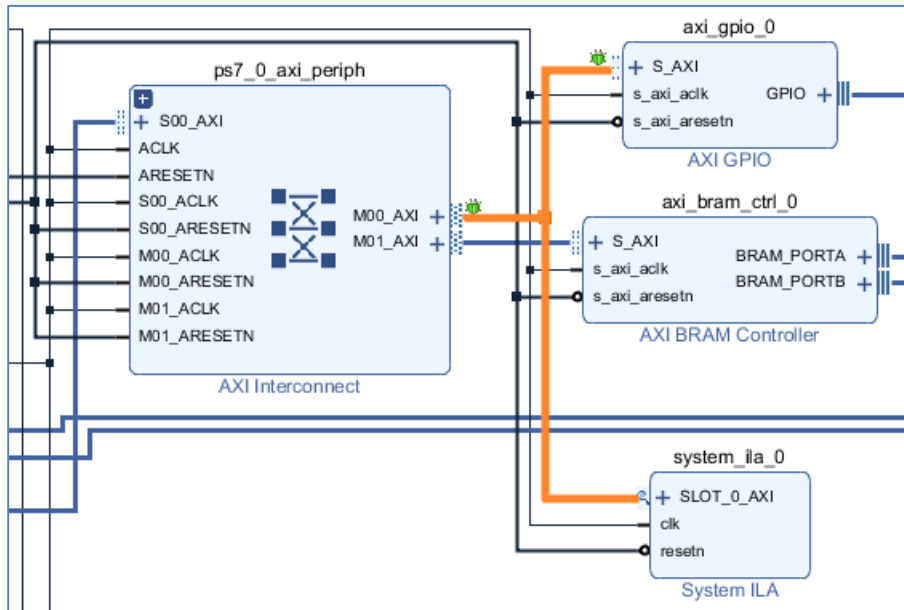 ps7_0_axi_periph
S00_AXI
ACLK
ARESETN
S00_ACLK
S00_ARESETN
M00_ACLK
M00_ARESETN
M01_ACLK
M01_ARESETN
M00_AXI
M01_AXI
AXI Interconnect
axi_gpio_0
S_AXI
s_axi_aclk
s_axi_aresetn
GPIO
AXI GPIO
axi_bram_ctrl_0
S_AXI
s_axi_aclk
s_axi_aresetn
BRAM_PORTA
BRAM_PORTB
AXI BRAM Controller
system_ila_0
SLOT_0_AXI
clk
resetn
System ILA